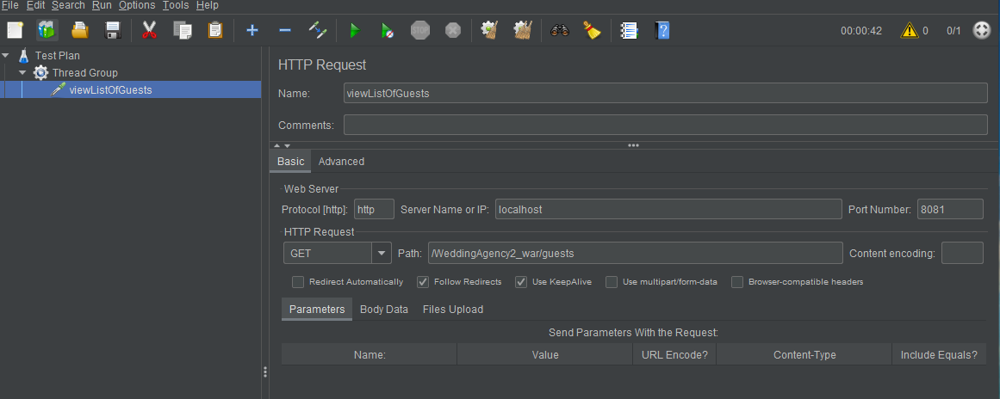 File Edit Search Run Options Tools Help
STOP 00:00:42 0 0/1
Test Plan
Thread Group
viewListOfGuests
HTTP Request
Name: viewListOfGuests
Comments:
Basic Advanced
Web Server
Protocol [http]: http Server Name or IP: localhost Port Number: 8081
HTTP Request
GET Path: /WeddingAgency2_war/guests Content encoding:
Redirect Automatically Follow Redirects Use KeepAlive Use multipart/form-data Browser-compatible headers
Parameters Body Data Files Upload
Send Parameters With the Request:
Name: Value URL Encode? Content-Type Include Equals?